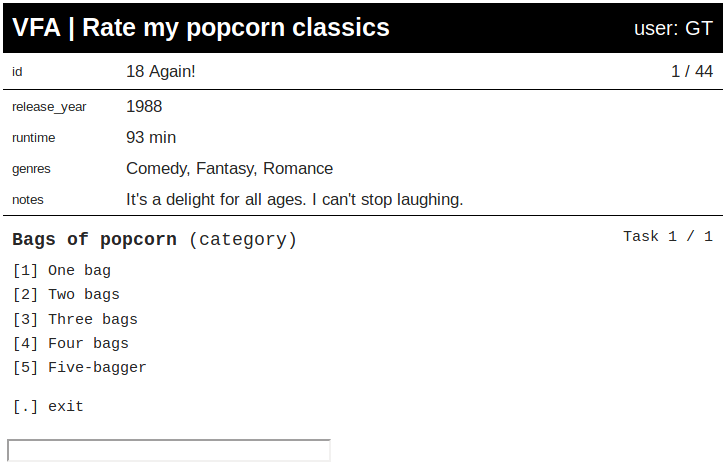 VFA | Rate my popcorn classics user: GT
id 18 Again! 1 / 44
release_year 1988
runtime 93 min
genres Comedy, Fantasy, Romance
notes It's a delight for all ages. I can't stop laughing.
Bags of popcorn (category) Task 1 / 1
[1] One bag
[2] Two bags
[3] Three bags
[4] Four bags
[5] Five-bagger
[.] exit